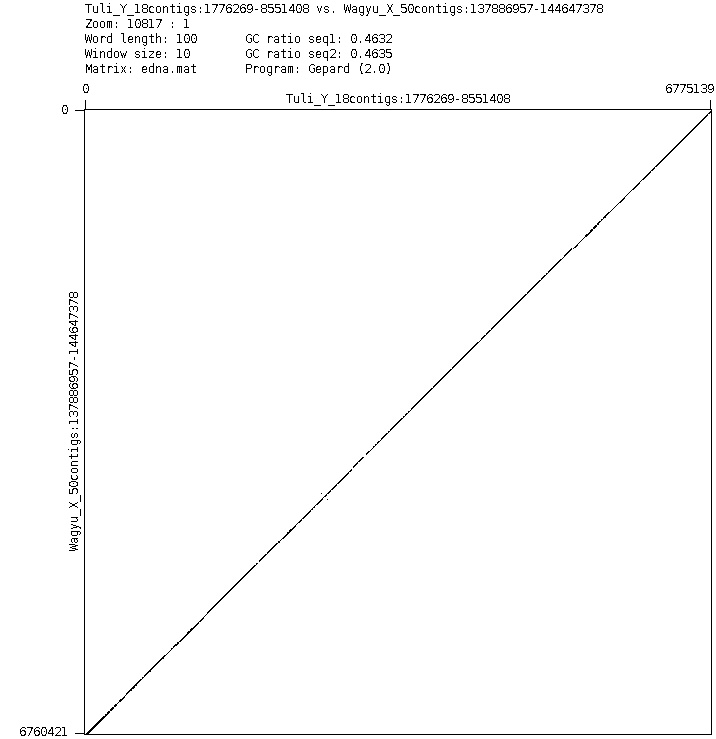 Tuli_Y_18contigs:1776269-8551408 vs. Wagyu_X_50contigs:137886957-144647378
Zoom: 10817 : 1
Word length: 100 GC ratio seq1: 0.4632
Window size: 10 GC ratio seq2: 0.4635
Matrix: edna.mat Program: Gepard (2.0)
0 6775139
Tuli_Y_18contigs:1776269-8551408
0
Wagyu_X_50contigs:137886957-144647378
6760421